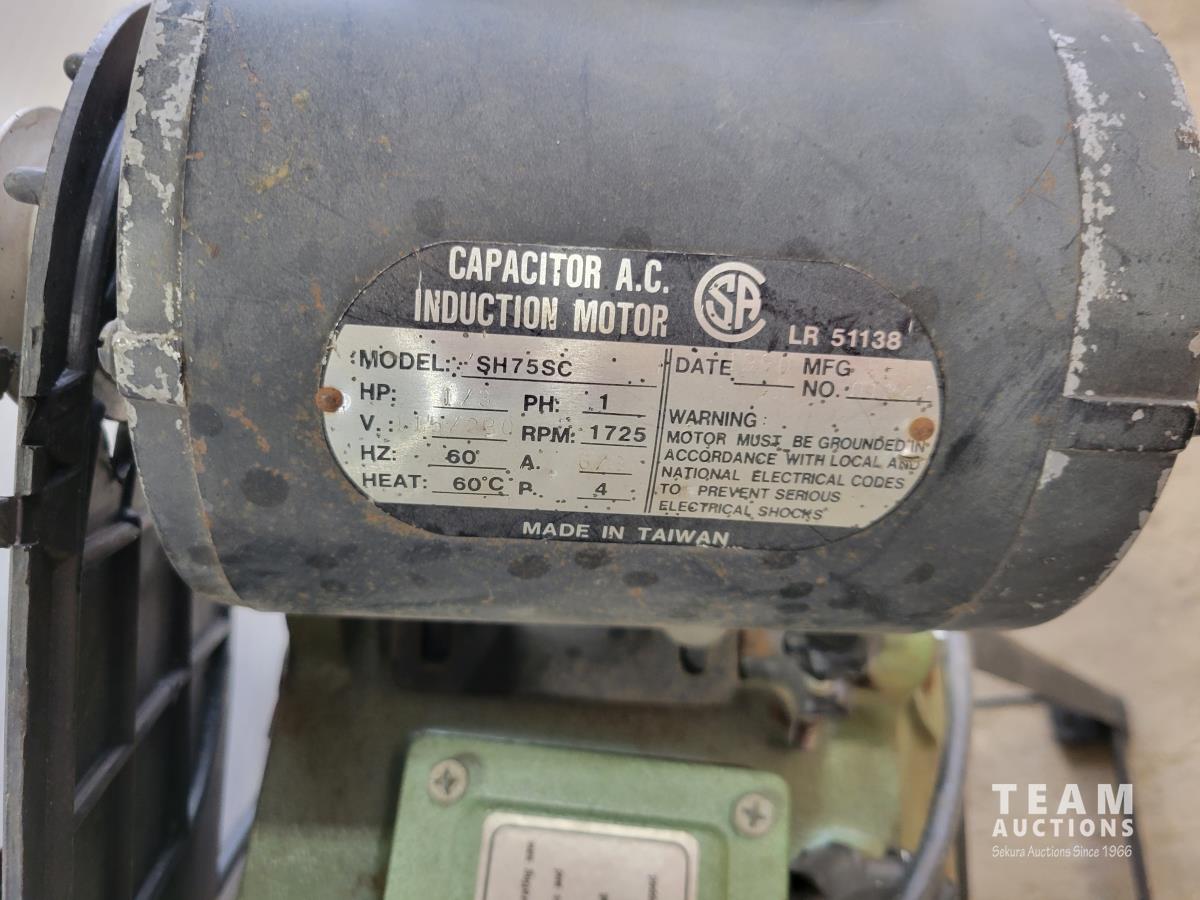 CAPACITOR A.C.
INDUCTION MOTOR
CSA
LR 51138
MODEL: SH75SC
HP: 1/3 PH: 1
V.: RPM: 1725
HZ: 60 A.
HEAT: 60°C P. 4
DATE MFG
NO.
WARNING:
MOTOR MUST BE GROUNDED IN
ACCORDANCE WITH LOCAL AND
NATIONAL ELECTRICAL CODES
TO PREVENT SERIOUS
ELECTRICAL SHOCKS
MADE IN TAIWAN
TEAM
AUCTIONS
Sekura Auctions Since 1966